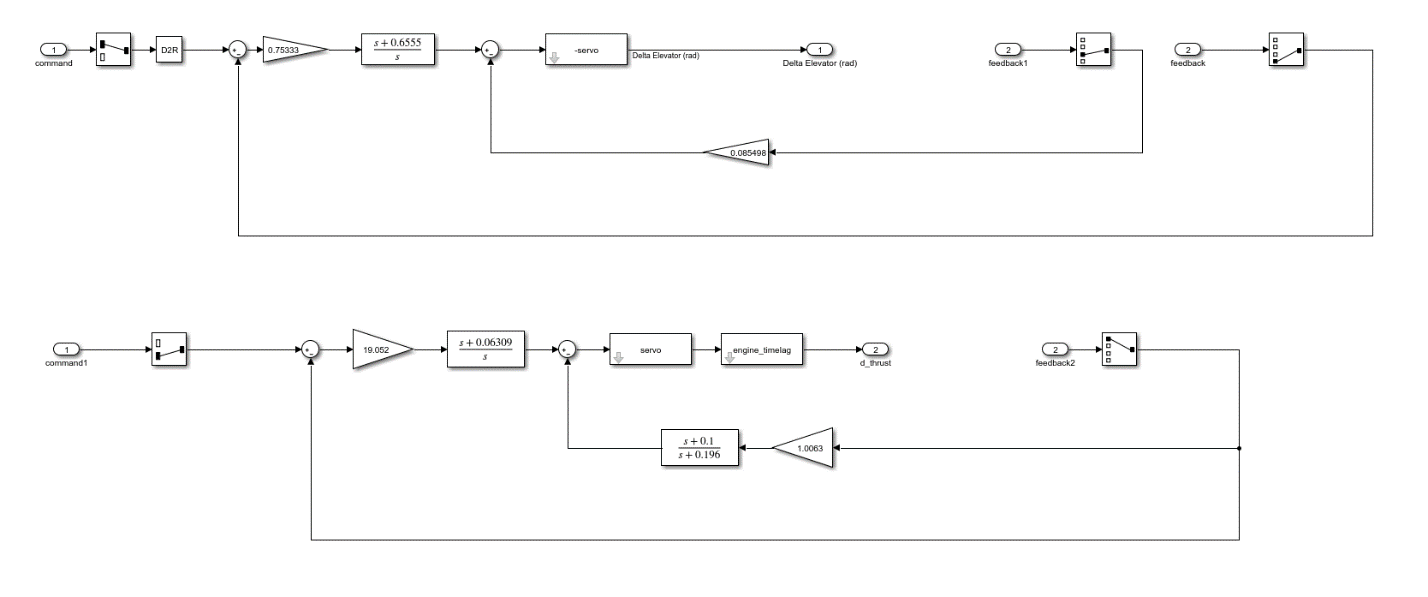 1
command
D2R
+
-
0.75333
s + 0.6555
s
+
-
-servo
Delta Elevator (rad)
1
Delta Elevator (rad)
2
feedback1
2
feedback
0.085498
1
command1
+
-
19.052
s + 0.06309
s
+
-
servo
engine_timelag
2
d_thrust
2
feedback2
s + 0.1
s + 0.196
1.0063